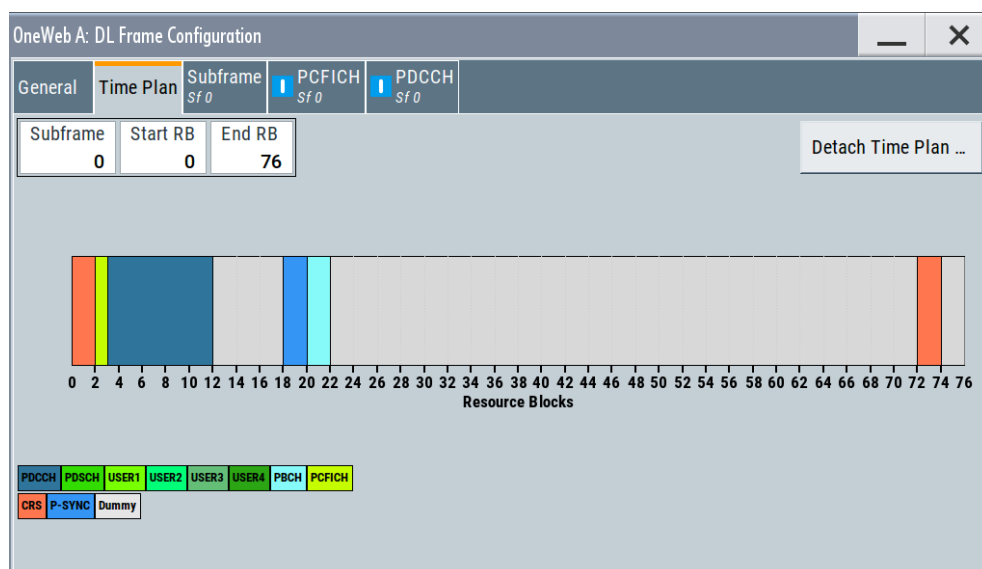 OneWeb A: DL Frame Configuration
General Time Plan Subframe Sf 0 PCFICH Sf 0 PDCCH Sf 0
Subframe Start RB End RB
0 0 76
Detach Time Plan ...
0 2 4 6 8 10 12 14 16 18 20 22 24 26 28 30 32 34 36 38 40 42 44 46 48 50 52 54 56 58 60 62 64 66 68 70 72 74 76
Resource Blocks
PDCCH PDSCH USER1 USER2 USER3 USER4 PBCH PCFICH
CRS P-SYNC Dummy